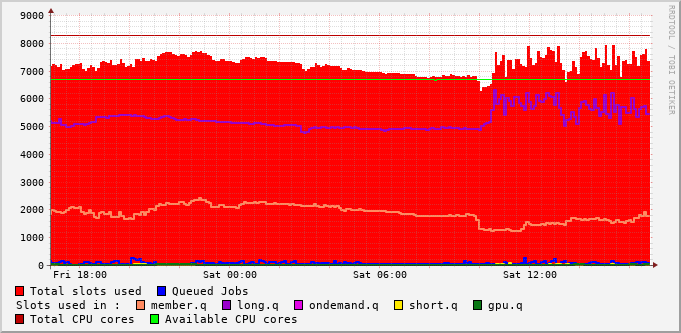 9000
8000
7000
6000
5000
4000
3000
2000
1000
0
Fri 18:00 Sat 00:00 Sat 06:00 Sat 12:00
RRDTOOL / TOBI OETIKER
Total slots used Queued Jobs
Slots used in : member.q long.q ondemand.q short.q gpu.q
Total CPU cores Available CPU cores